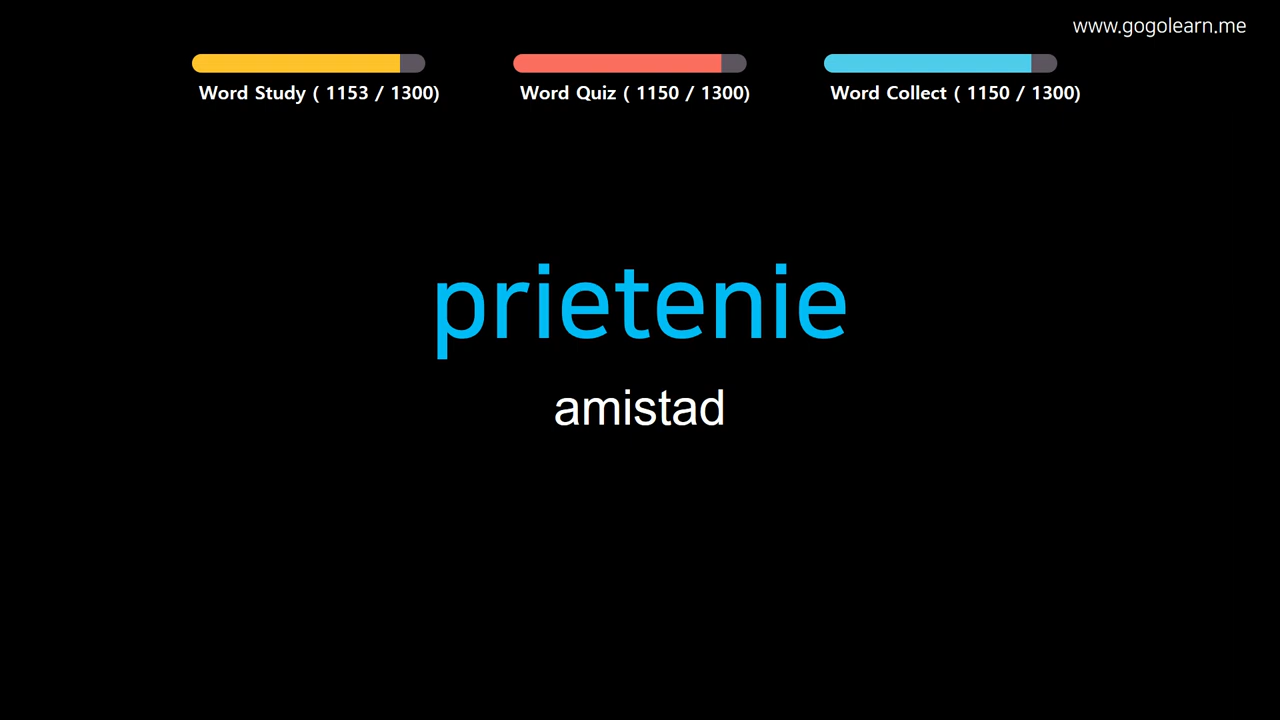 www.gogolearn.me
Word Study ( 1153 / 1300)
Word Quiz ( 1150 / 1300)
Word Collect ( 1150 / 1300)
prietenie
amistad